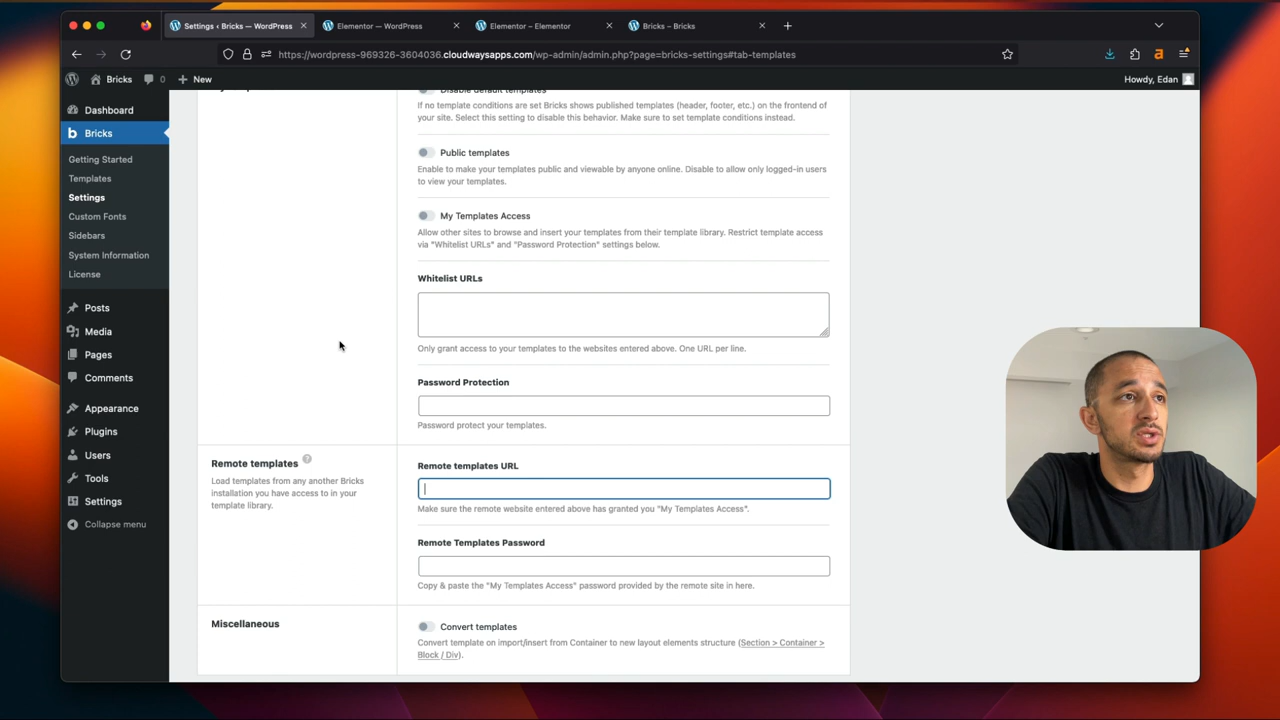 Settings ‹ Bricks — WordPress
Elementor — WordPress
Elementor – Elementor
Bricks – Bricks
https://wordpress-969326-3604036.cloudwaysapps.com/wp-admin/admin.php?page=bricks-settings#tab-templates
Bricks
0
New
Howdy, Edan
Dashboard
Bricks
Getting Started
Templates
Settings
Custom Fonts
Sidebars
System Information
License
Posts
Media
Pages
Comments
Appearance
Plugins
Users
Tools
Settings
Collapse menu
Disable default templates
If no template conditions are set Bricks shows published templates (header, footer, etc.) on the frontend of
your site. Select this setting to disable this behavior. Make sure to set template conditions instead.
Public templates
Enable to make your templates public and viewable by anyone online. Disable to allow only logged-in users
to view your templates.
My Templates Access
Allow other sites to browse and insert your templates from their template library. Restrict template access
via "Whitelist URLs" and "Password Protection" settings below.
Whitelist URLs
Only grant access to your templates to the websites entered above. One URL per line.
Password Protection
Password protect your templates.
Remote templates
Load templates from any another Bricks
installation you have access to in your
template library.
Remote templates URL
Make sure the remote website entered above has granted you "My Templates Access".
Remote Templates Password
Copy & paste the "My Templates Access" password provided by the remote site in here.
Miscellaneous
Convert templates
Convert template on import/insert from Container to new layout elements structure (Section > Container >
Block / Div).